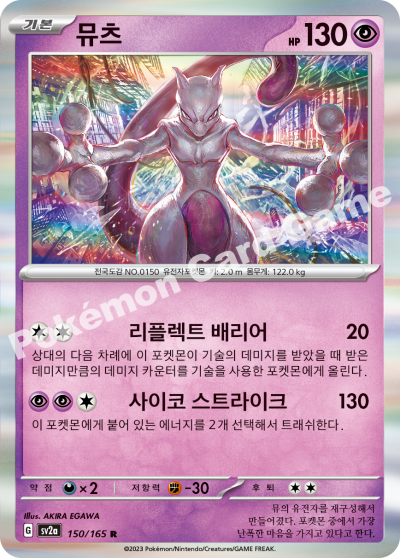 기본 뮤츠 HP 130
전국도감 NO.0150 유전자포켓몬 키: 2.0 m 몸무게: 122.0 kg
Pokémon Card Game
리플렉트 배리어 20
상대의 다음 차례에 이 포켓몬이 기술의 데미지를 받았을 때 받은
데미지만큼의 데미지 카운터를 기술을 사용한 포켓몬에게 올린다.
사이코 스트라이크 130
이 포켓몬에게 붙어 있는 에너지를 2개 선택해서 트래쉬한다.
약점 ×2 저항력 -30 후퇴
Illus. AKIRA EGAWA
G sv2a 150/165 R
뮤의 유전자를 재구성해서
만들어졌다. 포켓몬 중에서 가장
난폭한 마음을 가지고 있다고 한다.
©2023 Pokémon/Nintendo/Creatures/GAME FREAK.